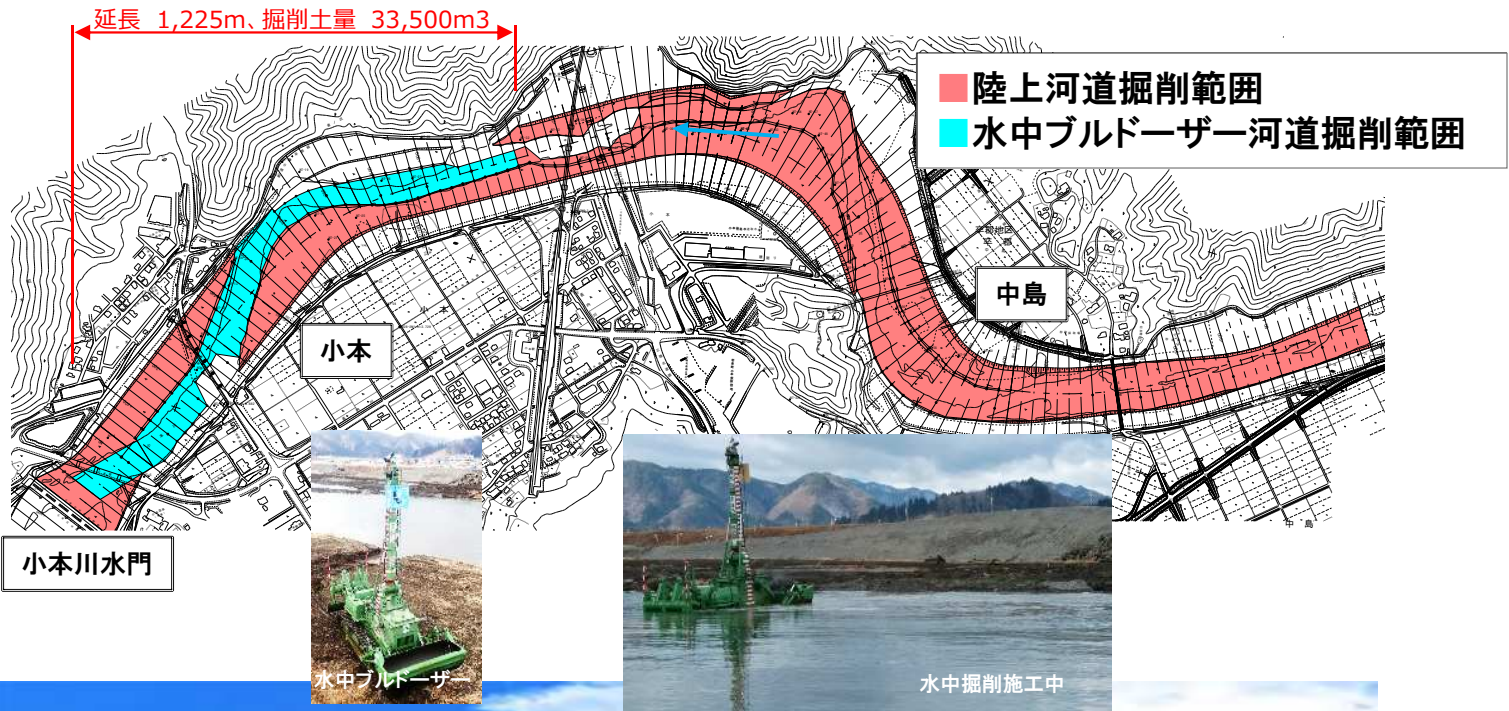 延長 1,225m、掘削土量 33,500m3
陸上河道掘削範囲
水中ブルドーザー河道掘削範囲
中島
小本
小本川水門
水中ブルドーザー
水中掘削施工中
中 島